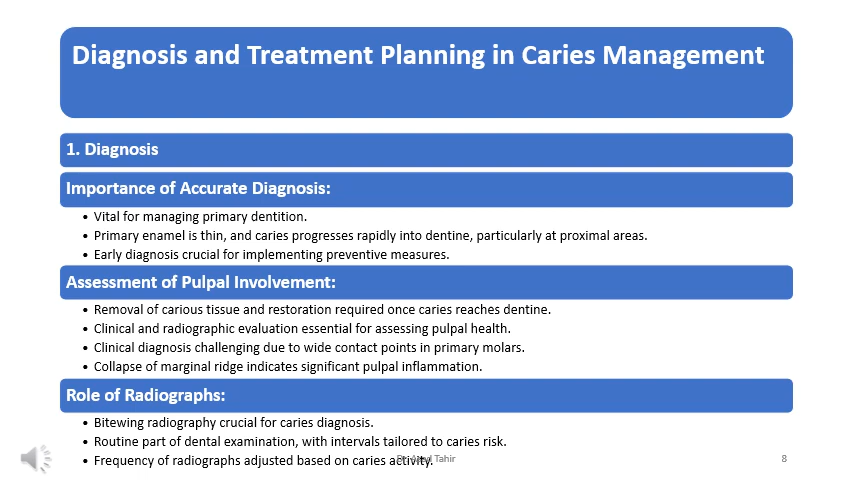 Diagnosis and Treatment Planning in Caries Management
1. Diagnosis
Importance of Accurate Diagnosis:
• Vital for managing primary dentition.
• Primary enamel is thin, and caries progresses rapidly into dentine, particularly at proximal areas.
• Early diagnosis crucial for implementing preventive measures.
Assessment of Pulpal Involvement:
• Removal of carious tissue and restoration required once caries reaches dentine.
• Clinical and radiographic evaluation essential for assessing pulpal health.
• Clinical diagnosis challenging due to wide contact points in primary molars.
• Collapse of marginal ridge indicates significant pulpal inflammation.
Role of Radiographs:
• Bitewing radiography crucial for caries diagnosis.
• Routine part of dental examination, with intervals tailored to caries risk.
• Frequency of radiographs adjusted based on caries activity.
Tahir
8